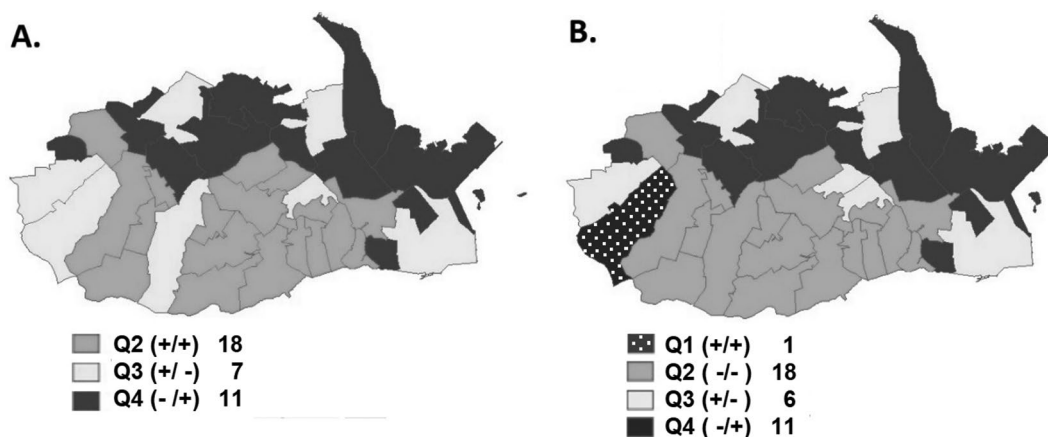 A.
B.
Q2 (+/+) 18
Q3 (+/ -) 7
Q4 (- /+) 11
Q1 (+/+) 1
Q2 ( -/- ) 18
Q3 (+/-) 6
Q4 ( -/+) 11